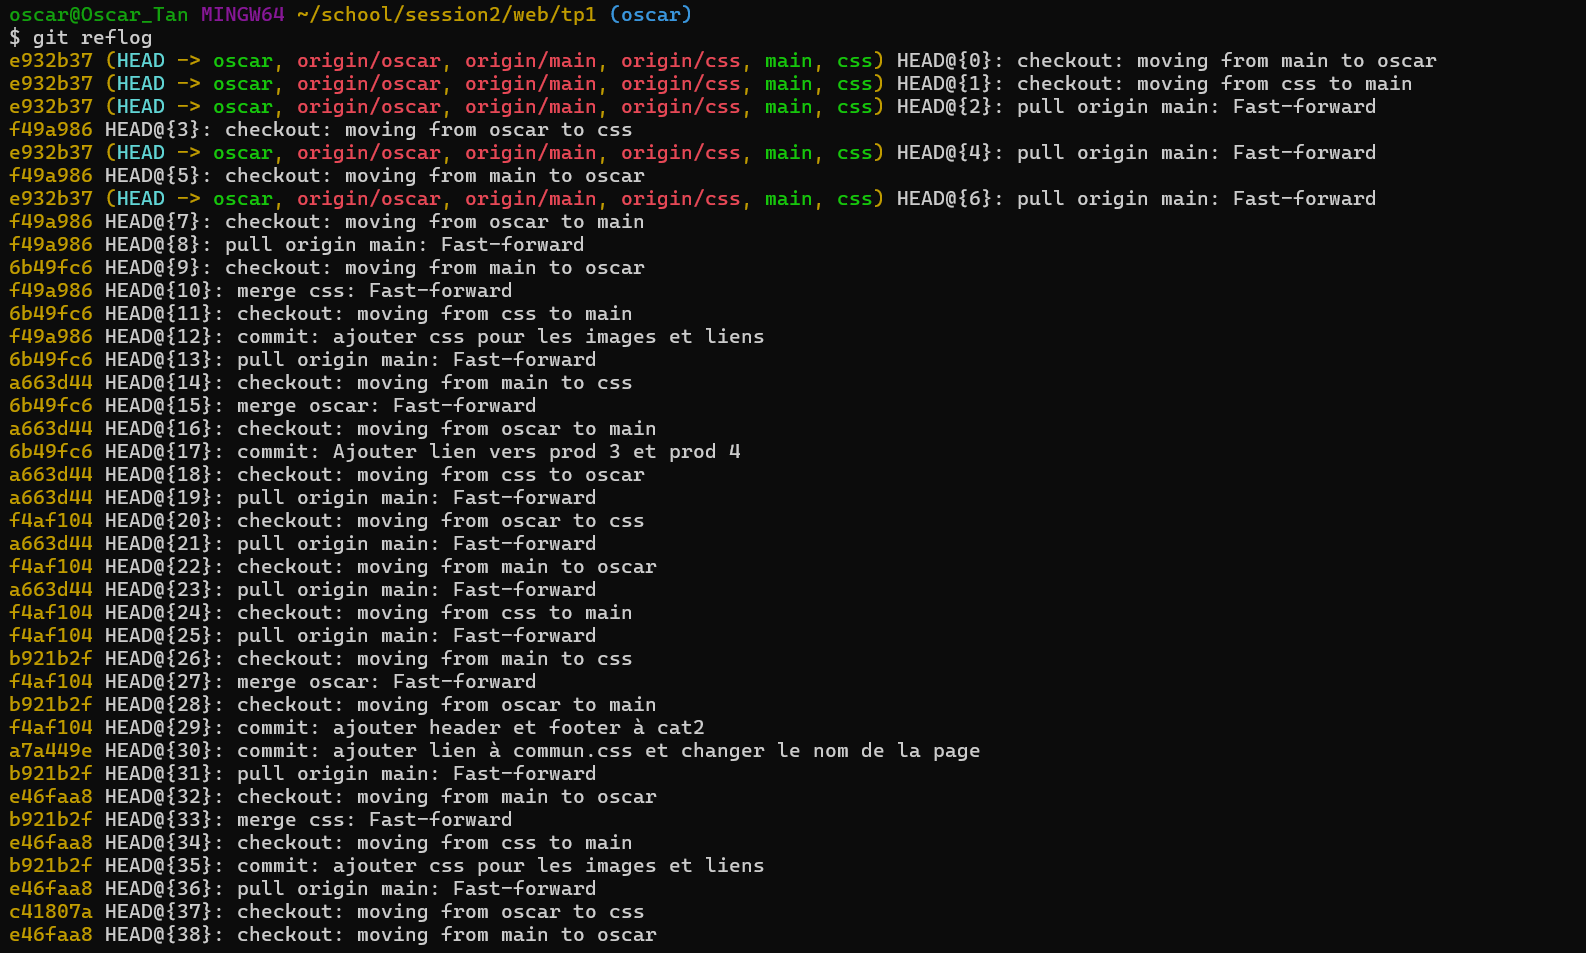 oscar@Oscar_Tan MINGW64 ~/school/session2/web/tp1 (oscar)
$ git reflog
e932b37 (HEAD -> oscar, origin/oscar, origin/main, origin/css, main, css) HEAD@{0}: checkout: moving from main to oscar
e932b37 (HEAD -> oscar, origin/oscar, origin/main, origin/css, main, css) HEAD@{1}: checkout: moving from css to main
e932b37 (HEAD -> oscar, origin/oscar, origin/main, origin/css, main, css) HEAD@{2}: pull origin main: Fast-forward
f49a986 HEAD@{3}: checkout: moving from oscar to css
e932b37 (HEAD -> oscar, origin/oscar, origin/main, origin/css, main, css) HEAD@{4}: pull origin main: Fast-forward
f49a986 HEAD@{5}: checkout: moving from main to oscar
e932b37 (HEAD -> oscar, origin/oscar, origin/main, origin/css, main, css) HEAD@{6}: pull origin main: Fast-forward
f49a986 HEAD@{7}: checkout: moving from oscar to main
f49a986 HEAD@{8}: pull origin main: Fast-forward
6b49fc6 HEAD@{9}: checkout: moving from main to oscar
f49a986 HEAD@{10}: merge css: Fast-forward
6b49fc6 HEAD@{11}: checkout: moving from css to main
f49a986 HEAD@{12}: commit: ajouter css pour les images et liens
6b49fc6 HEAD@{13}: pull origin main: Fast-forward
a663d44 HEAD@{14}: checkout: moving from main to css
6b49fc6 HEAD@{15}: merge oscar: Fast-forward
a663d44 HEAD@{16}: checkout: moving from oscar to main
6b49fc6 HEAD@{17}: commit: Ajouter lien vers prod 3 et prod 4
a663d44 HEAD@{18}: checkout: moving from css to oscar
a663d44 HEAD@{19}: pull origin main: Fast-forward
f4af104 HEAD@{20}: checkout: moving from oscar to css
a663d44 HEAD@{21}: pull origin main: Fast-forward
f4af104 HEAD@{22}: checkout: moving from main to oscar
a663d44 HEAD@{23}: pull origin main: Fast-forward
f4af104 HEAD@{24}: checkout: moving from css to main
f4af104 HEAD@{25}: pull origin main: Fast-forward
b921b2f HEAD@{26}: checkout: moving from main to css
f4af104 HEAD@{27}: merge oscar: Fast-forward
b921b2f HEAD@{28}: checkout: moving from oscar to main
f4af104 HEAD@{29}: commit: ajouter header et footer à cat2
a7a449e HEAD@{30}: commit: ajouter lien à commun.css et changer le nom de la page
b921b2f HEAD@{31}: pull origin main: Fast-forward
e46faa8 HEAD@{32}: checkout: moving from main to oscar
b921b2f HEAD@{33}: merge css: Fast-forward
e46faa8 HEAD@{34}: checkout: moving from css to main
b921b2f HEAD@{35}: commit: ajouter css pour les images et liens
e46faa8 HEAD@{36}: pull origin main: Fast-forward
c41807a HEAD@{37}: checkout: moving from oscar to css
e46faa8 HEAD@{38}: checkout: moving from main to oscar